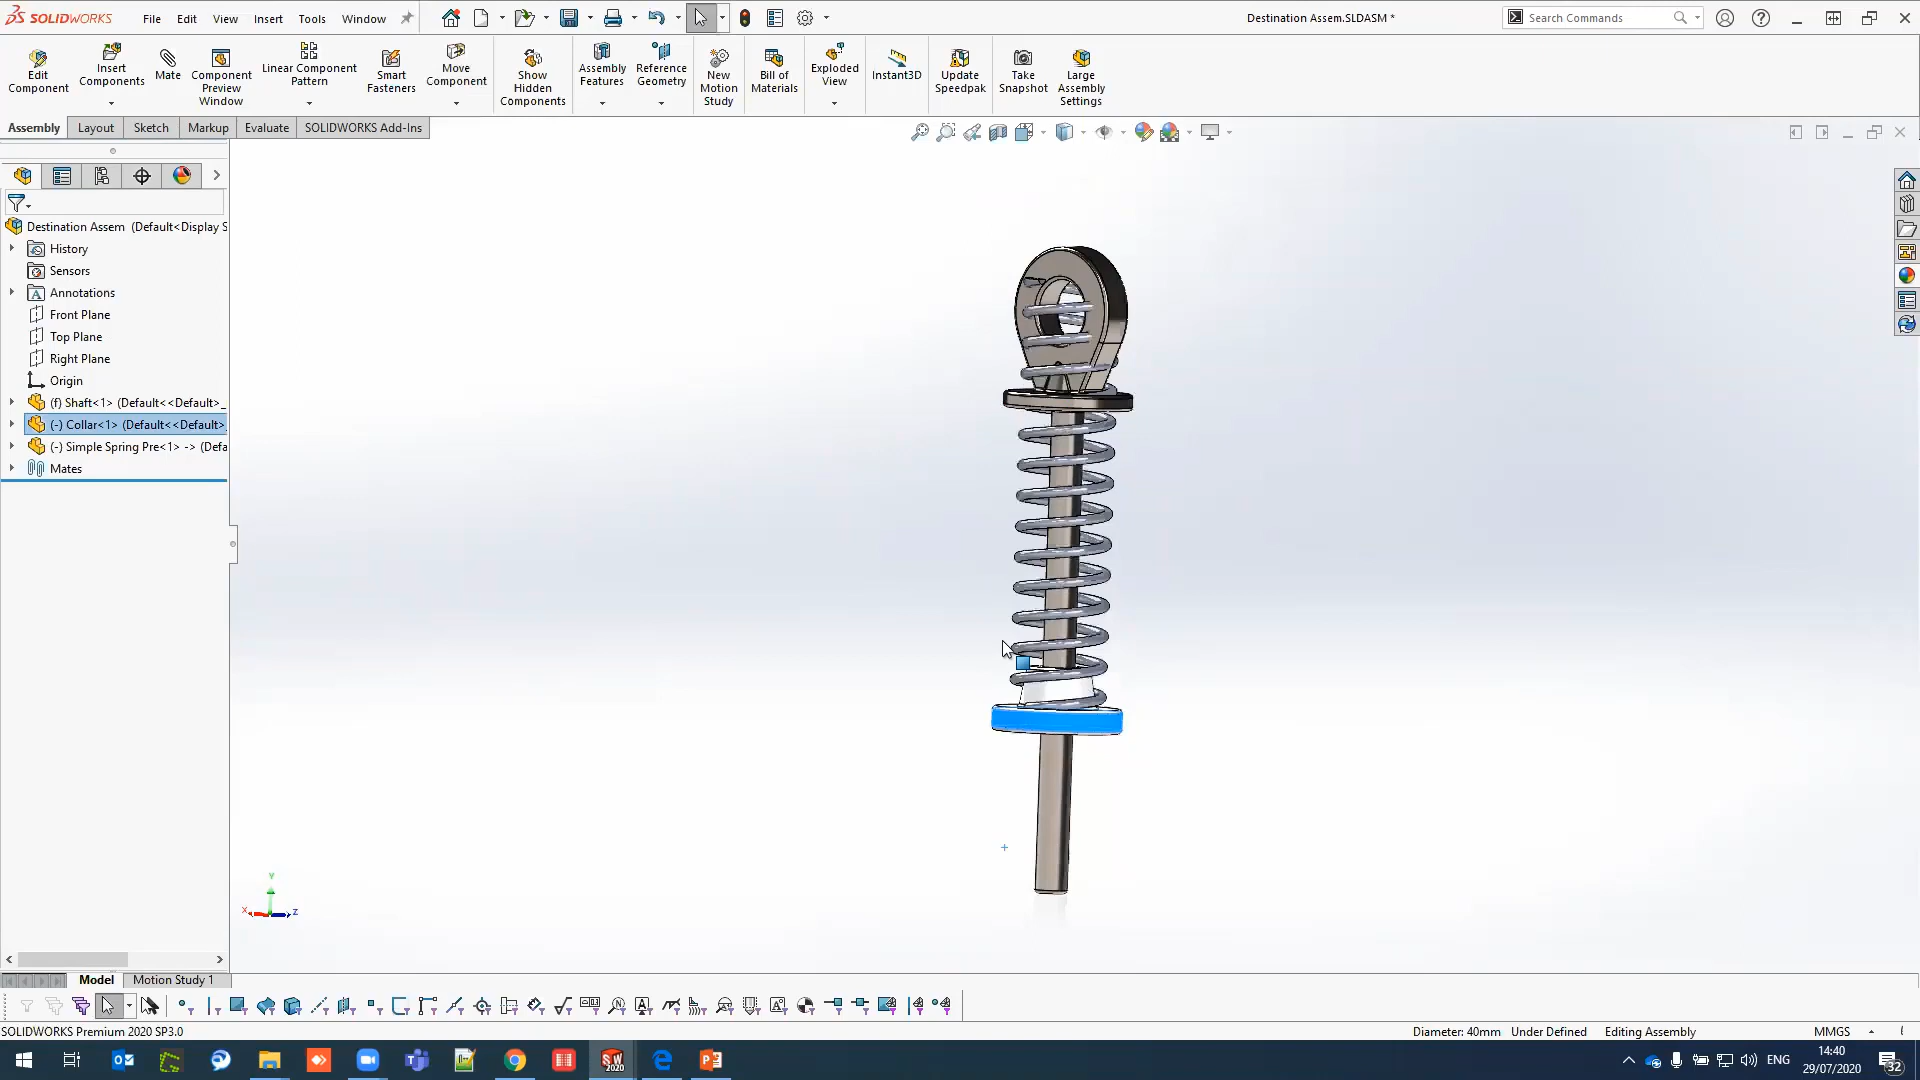 SOLIDWORKS File Edit View Insert Tools Window Destination Assem.SLDASM * Search Commands
Edit Component
Insert Components
Mate
Component Preview Window
Linear Component Pattern
Smart Fasteners
Move Component
Show Hidden Components
Assembly Features
Reference Geometry
New Motion Study
Bill of Materials
Exploded View
Instant3D
Update Speedpak
Take Snapshot
Large Assembly Settings
Assembly Layout Sketch Markup Evaluate SOLIDWORKS Add-Ins
Destination Assem (Default<Display S
History
Sensors
Annotations
Front Plane
Top Plane
Right Plane
Origin
(f) Shaft<1> (Default<<Default>_
(-) Collar<1> (Default<<Default>
(-) Simple Spring Pre<1> -> (Defa
Mates
Y
X
Z
Model Motion Study 1
SOLIDWORKS Premium 2020 SP3.0 Diameter: 40mm Under Defined Editing Assembly MMGS
ENG
14:40
29/07/2020
32